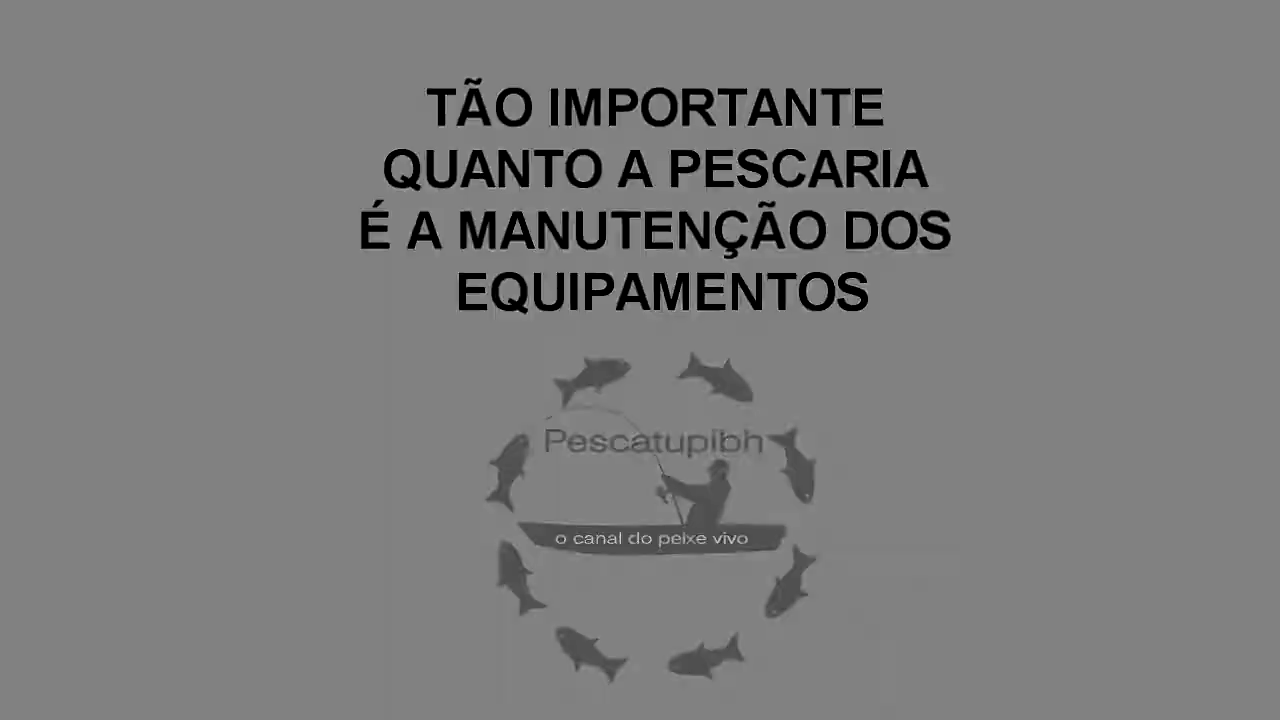 TÃO IMPORTANTE
QUANTO A PESCARIA
É A MANUTENÇÃO DOS
EQUIPAMENTOS
Pescatupibh
o canal do peixe vivo